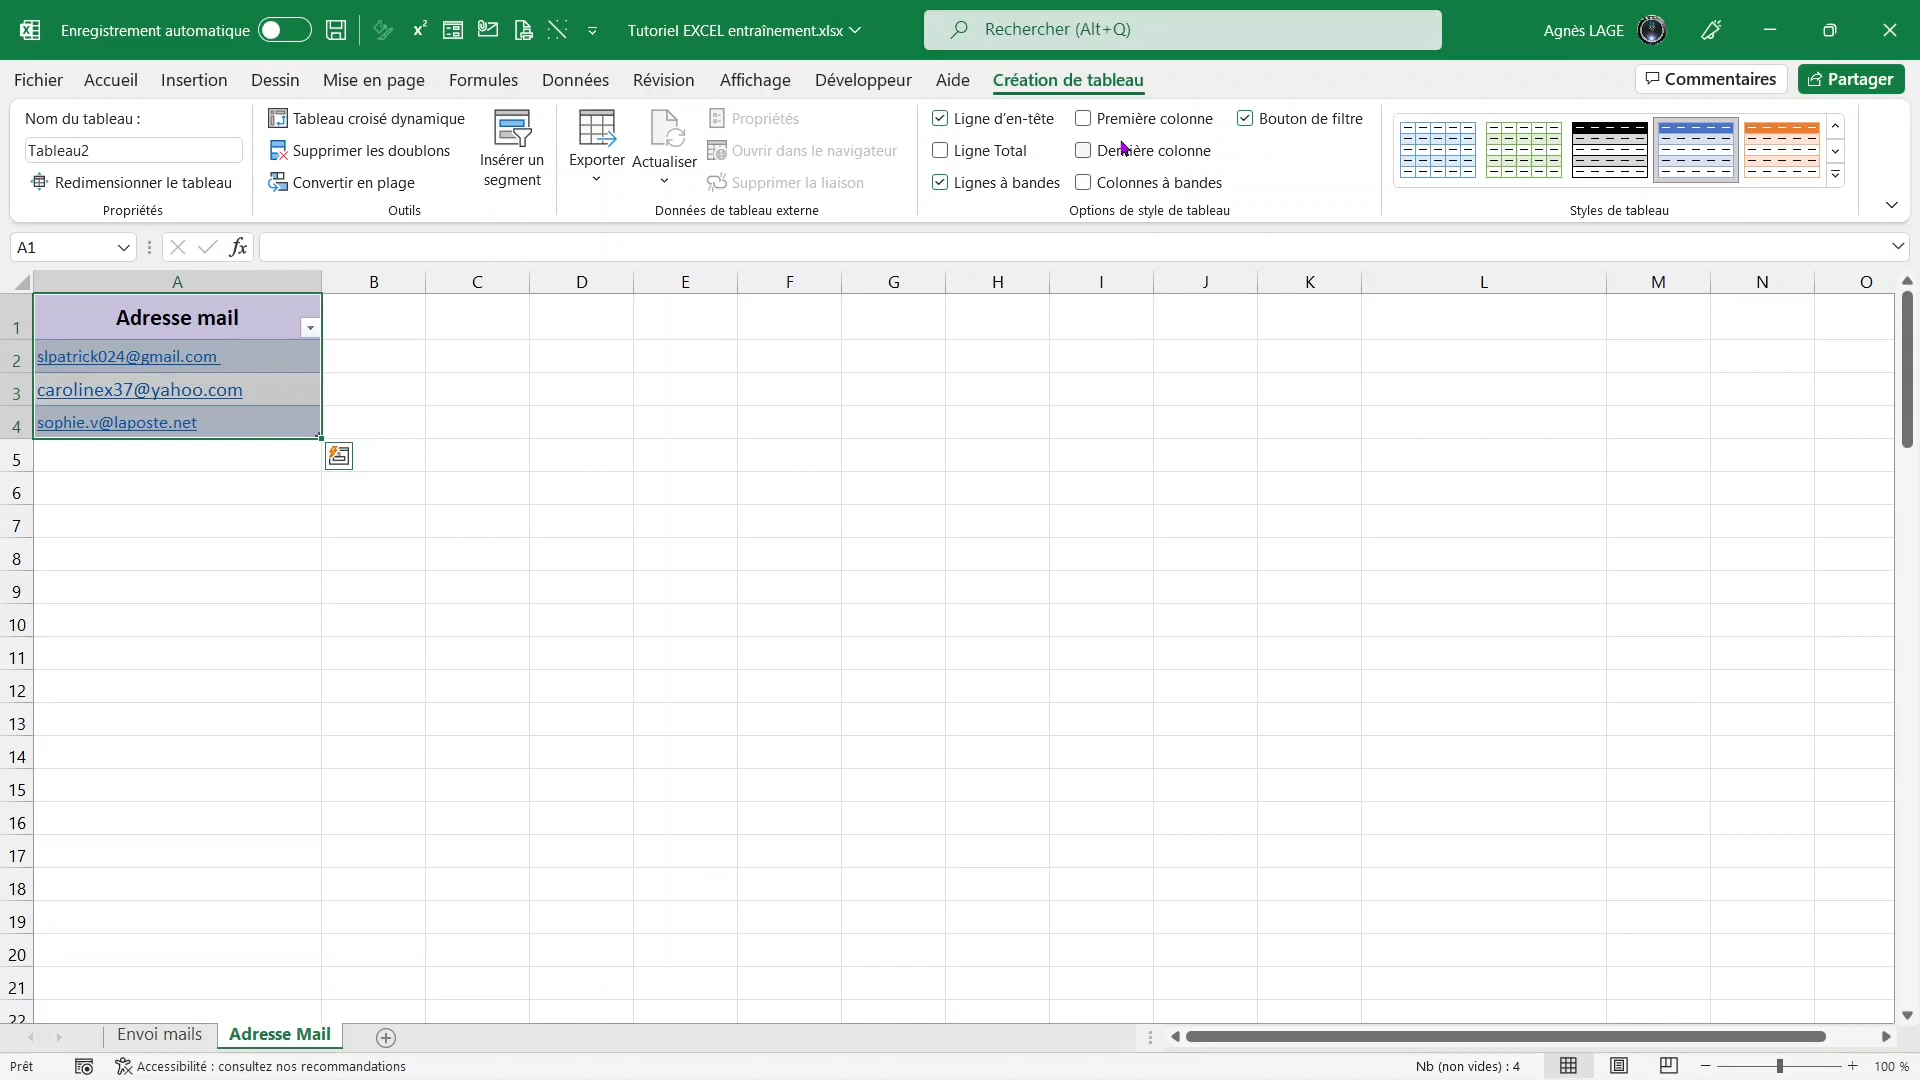 Enregistrement automatique
x²
Tutoriel EXCEL entraînement.xlsx
Rechercher (Alt+Q)
Agnès LAGE
Fichier Accueil Insertion Dessin Mise en page Formules Données Révision Affichage Développeur Aide Création de tableau
Commentaires
Partager
Nom du tableau :
Tableau2
Redimensionner le tableau
Propriétés
Tableau croisé dynamique
Supprimer les doublons
Convertir en plage
Insérer un
segment
Outils
Exporter
Actualiser
Propriétés
Ouvrir dans le navigateur
Supprimer la liaison
Données de tableau externe
Ligne d'en-tête
Ligne Total
Lignes à bandes
Première colonne
Dernière colonne
Colonnes à bandes
Bouton de filtre
Options de style de tableau
Styles de tableau
A1
fx
A B C D E F G H I J K L M N O
1 Adresse mail
2 slpatrick024@gmail.com
3 carolinex37@yahoo.com
4 sophie.v@laposte.net
5
6
7
8
9
10
11
12
13
14
15
16
17
18
19
20
21
22
Envoi mails
Adresse Mail
Prêt
Accessibilité : consultez nos recommandations
Nb (non vides) : 4
100 %